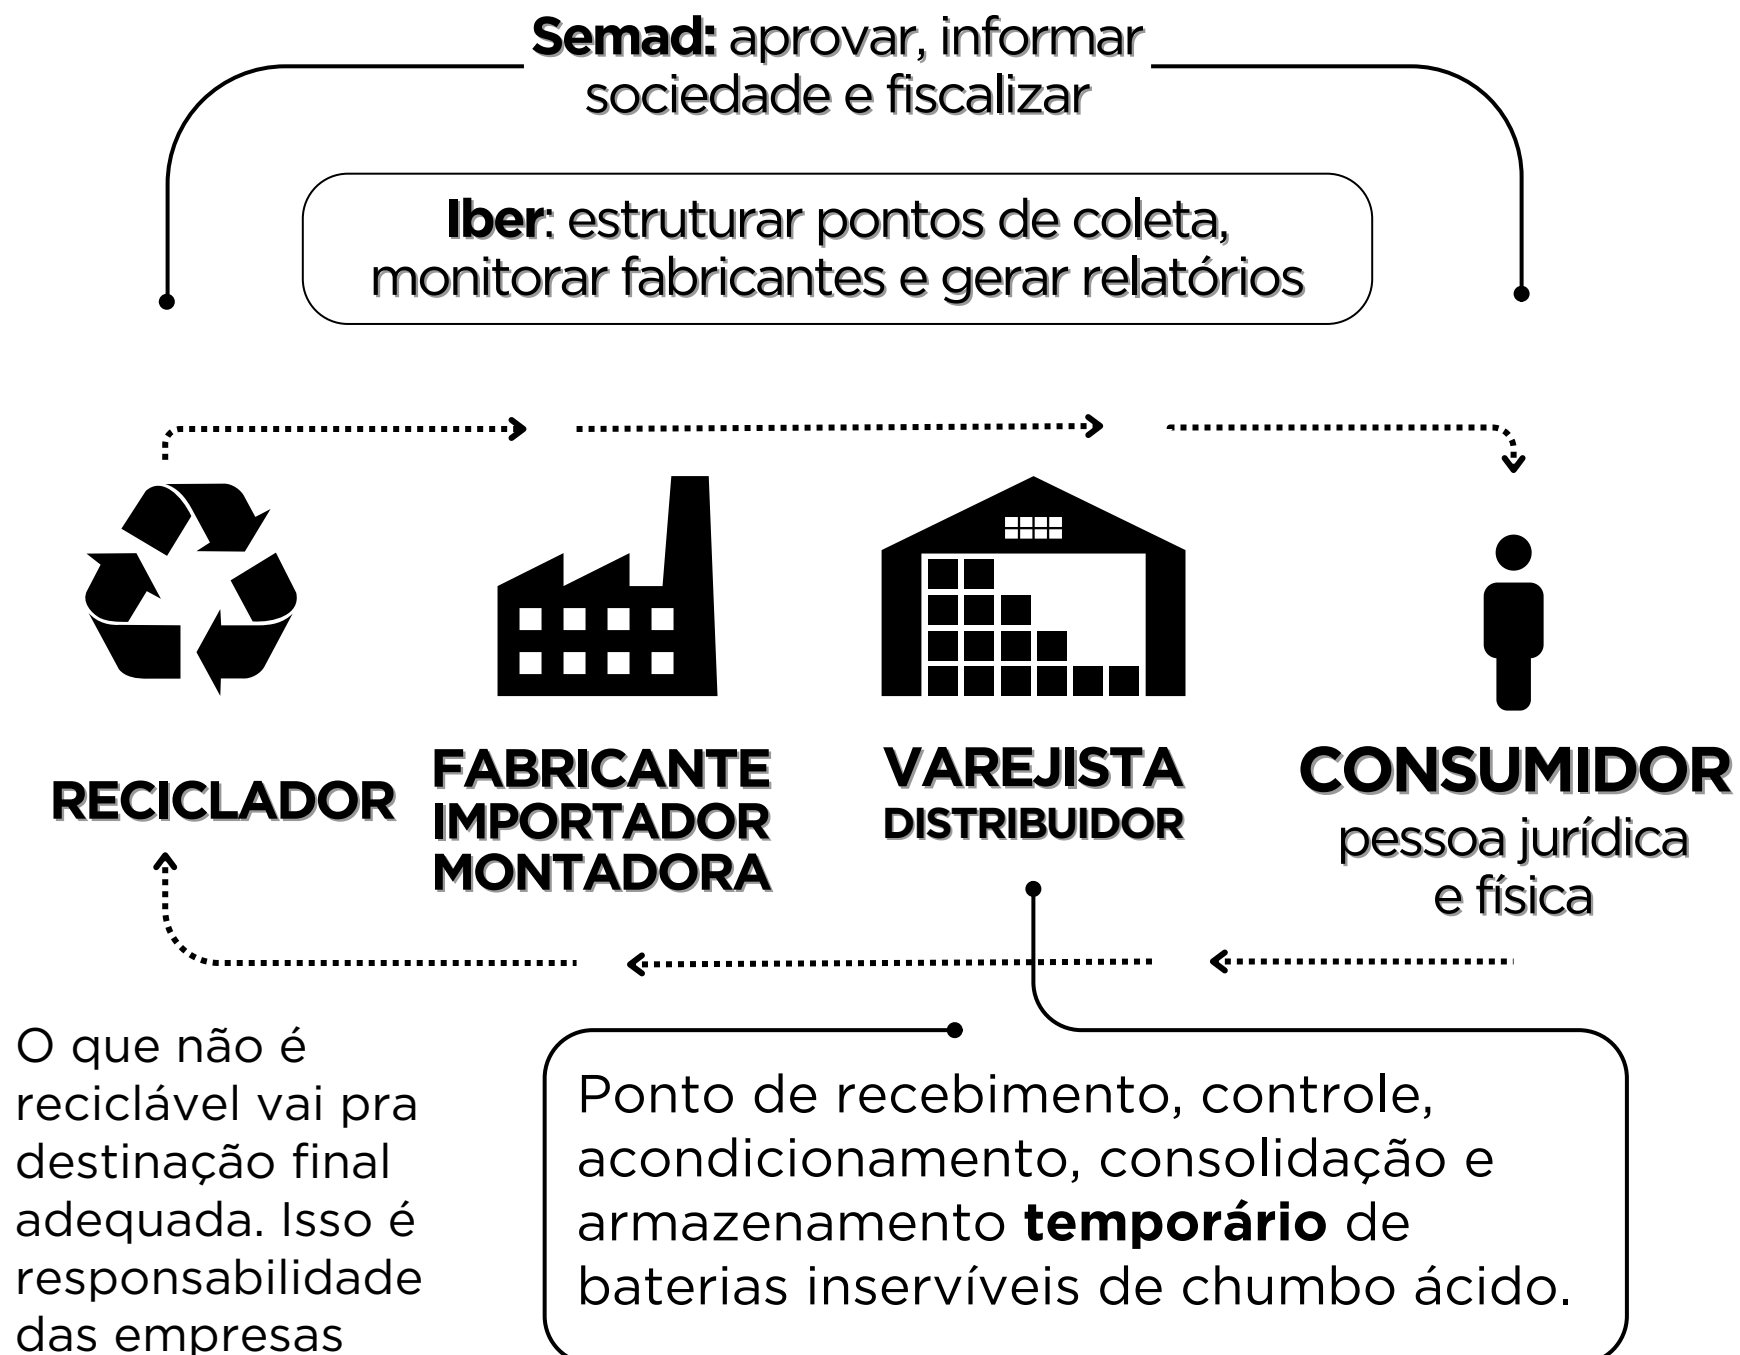 Semad: aprovar, informar
sociedade e fiscalizar
Iber: estruturar pontos de coleta,
monitorar fabricantes e gerar relatórios
RECICLADOR
FABRICANTE
IMPORTADOR
MONTADORA
VAREJISTA
DISTRIBUIDOR
CONSUMIDOR
pessoa jurídica
e física
O que não é
reciclável vai pra
destinação final
adequada. Isso é
responsabilidade
das empresas
Ponto de recebimento, controle,
acondicionamento, consolidação e
armazenamento temporário de
baterias inservíveis de chumbo ácido.